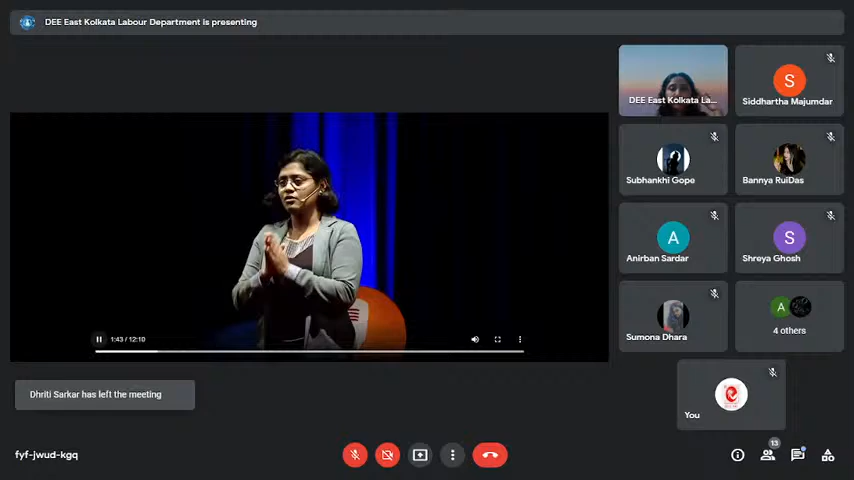 DEE East Kolkata Labour Department is presenting
DEE East Kolkata La...
S
Siddhartha Majumdar
Subhankhi Gope
Bannya RuiDas
A
Anirban Sardar
S
Shreya Ghosh
Sumona Dhara
A
4 others
1:43 / 12:10
Dhriti Sarkar has left the meeting
You
fyf-jwud-kgq
13